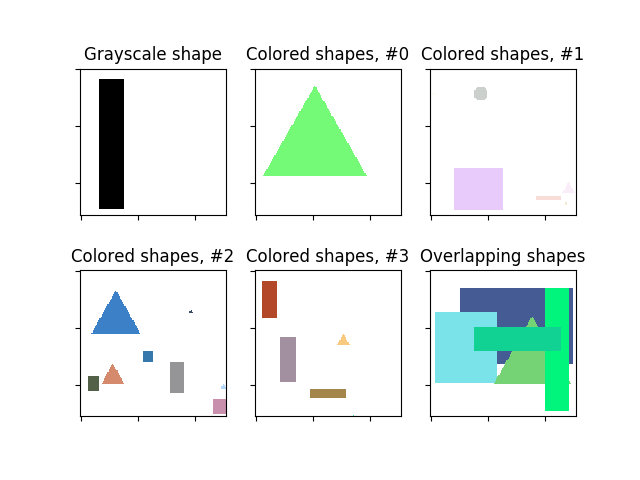 Grayscale shape
Colored shapes, #0
Colored shapes, #1
Colored shapes, #2
Colored shapes, #3
Overlapping shapes